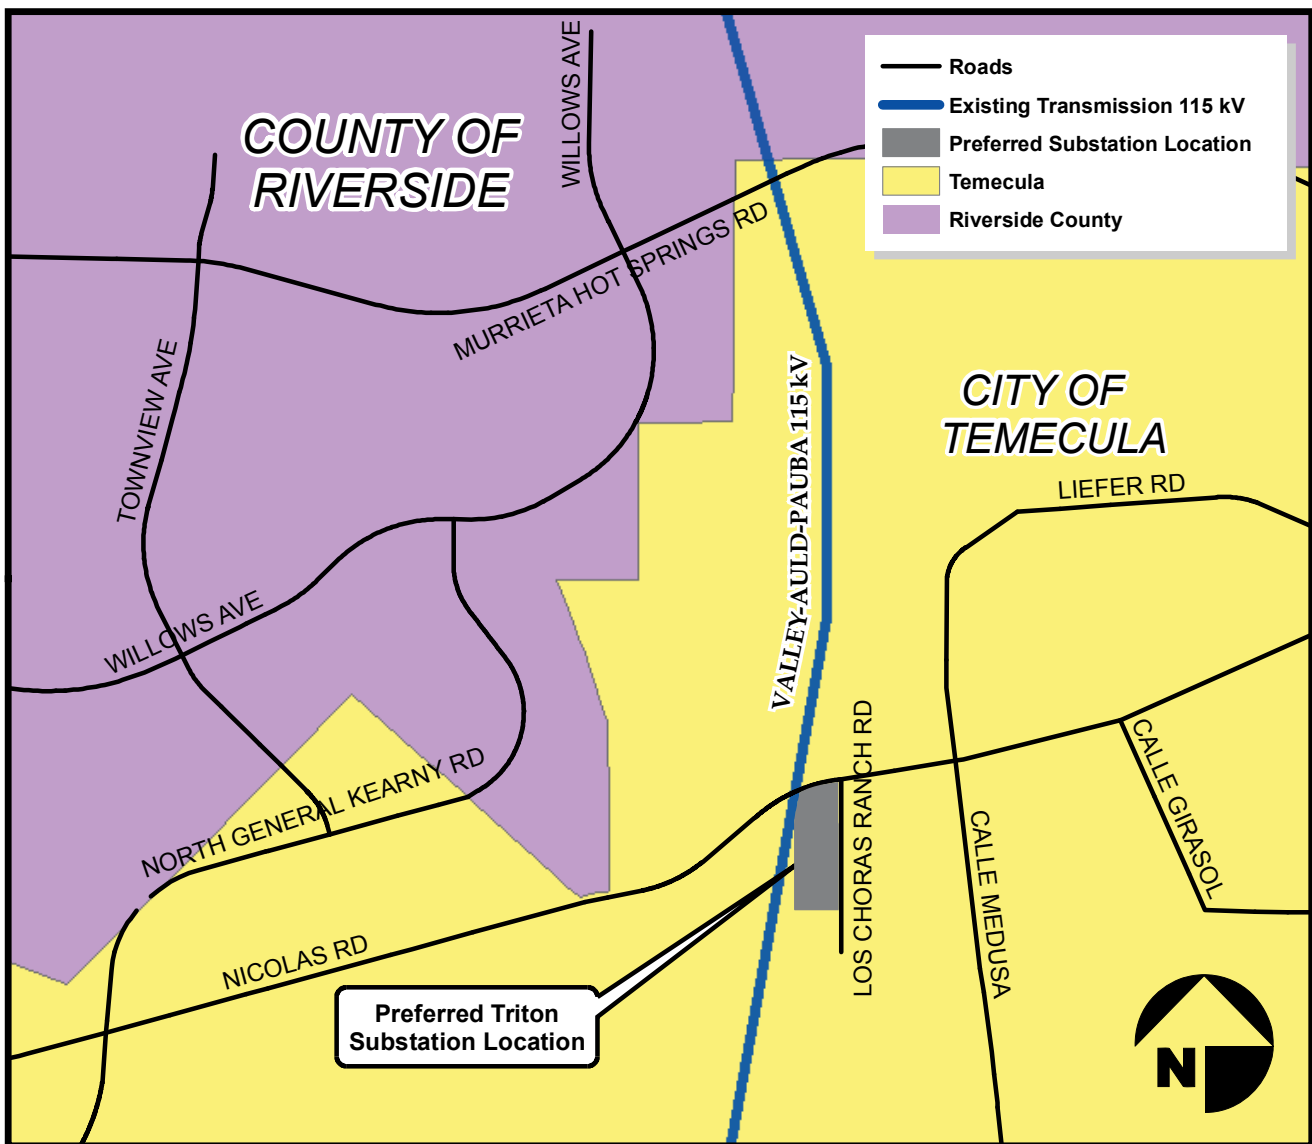 WILLOWS AVE
Roads
Existing Transmission 115 kV
Preferred Substation Location
Temecula
Riverside County
COUNTY OF
RIVERSIDE
MURRIETA HOT SPRINGS RD
TOWNVIEW AVE
VALLEY-AULD-PAUBA 115 kV
CITY OF
TEMECULA
LIEFER RD
WILLOWS AVE
NORTH GENERAL KEARNY RD
LOS CHORAS RANCH RD
CALLE GIRASOL
CALLE MEDUSA
NICOLAS RD
Preferred Triton
Substation Location
N